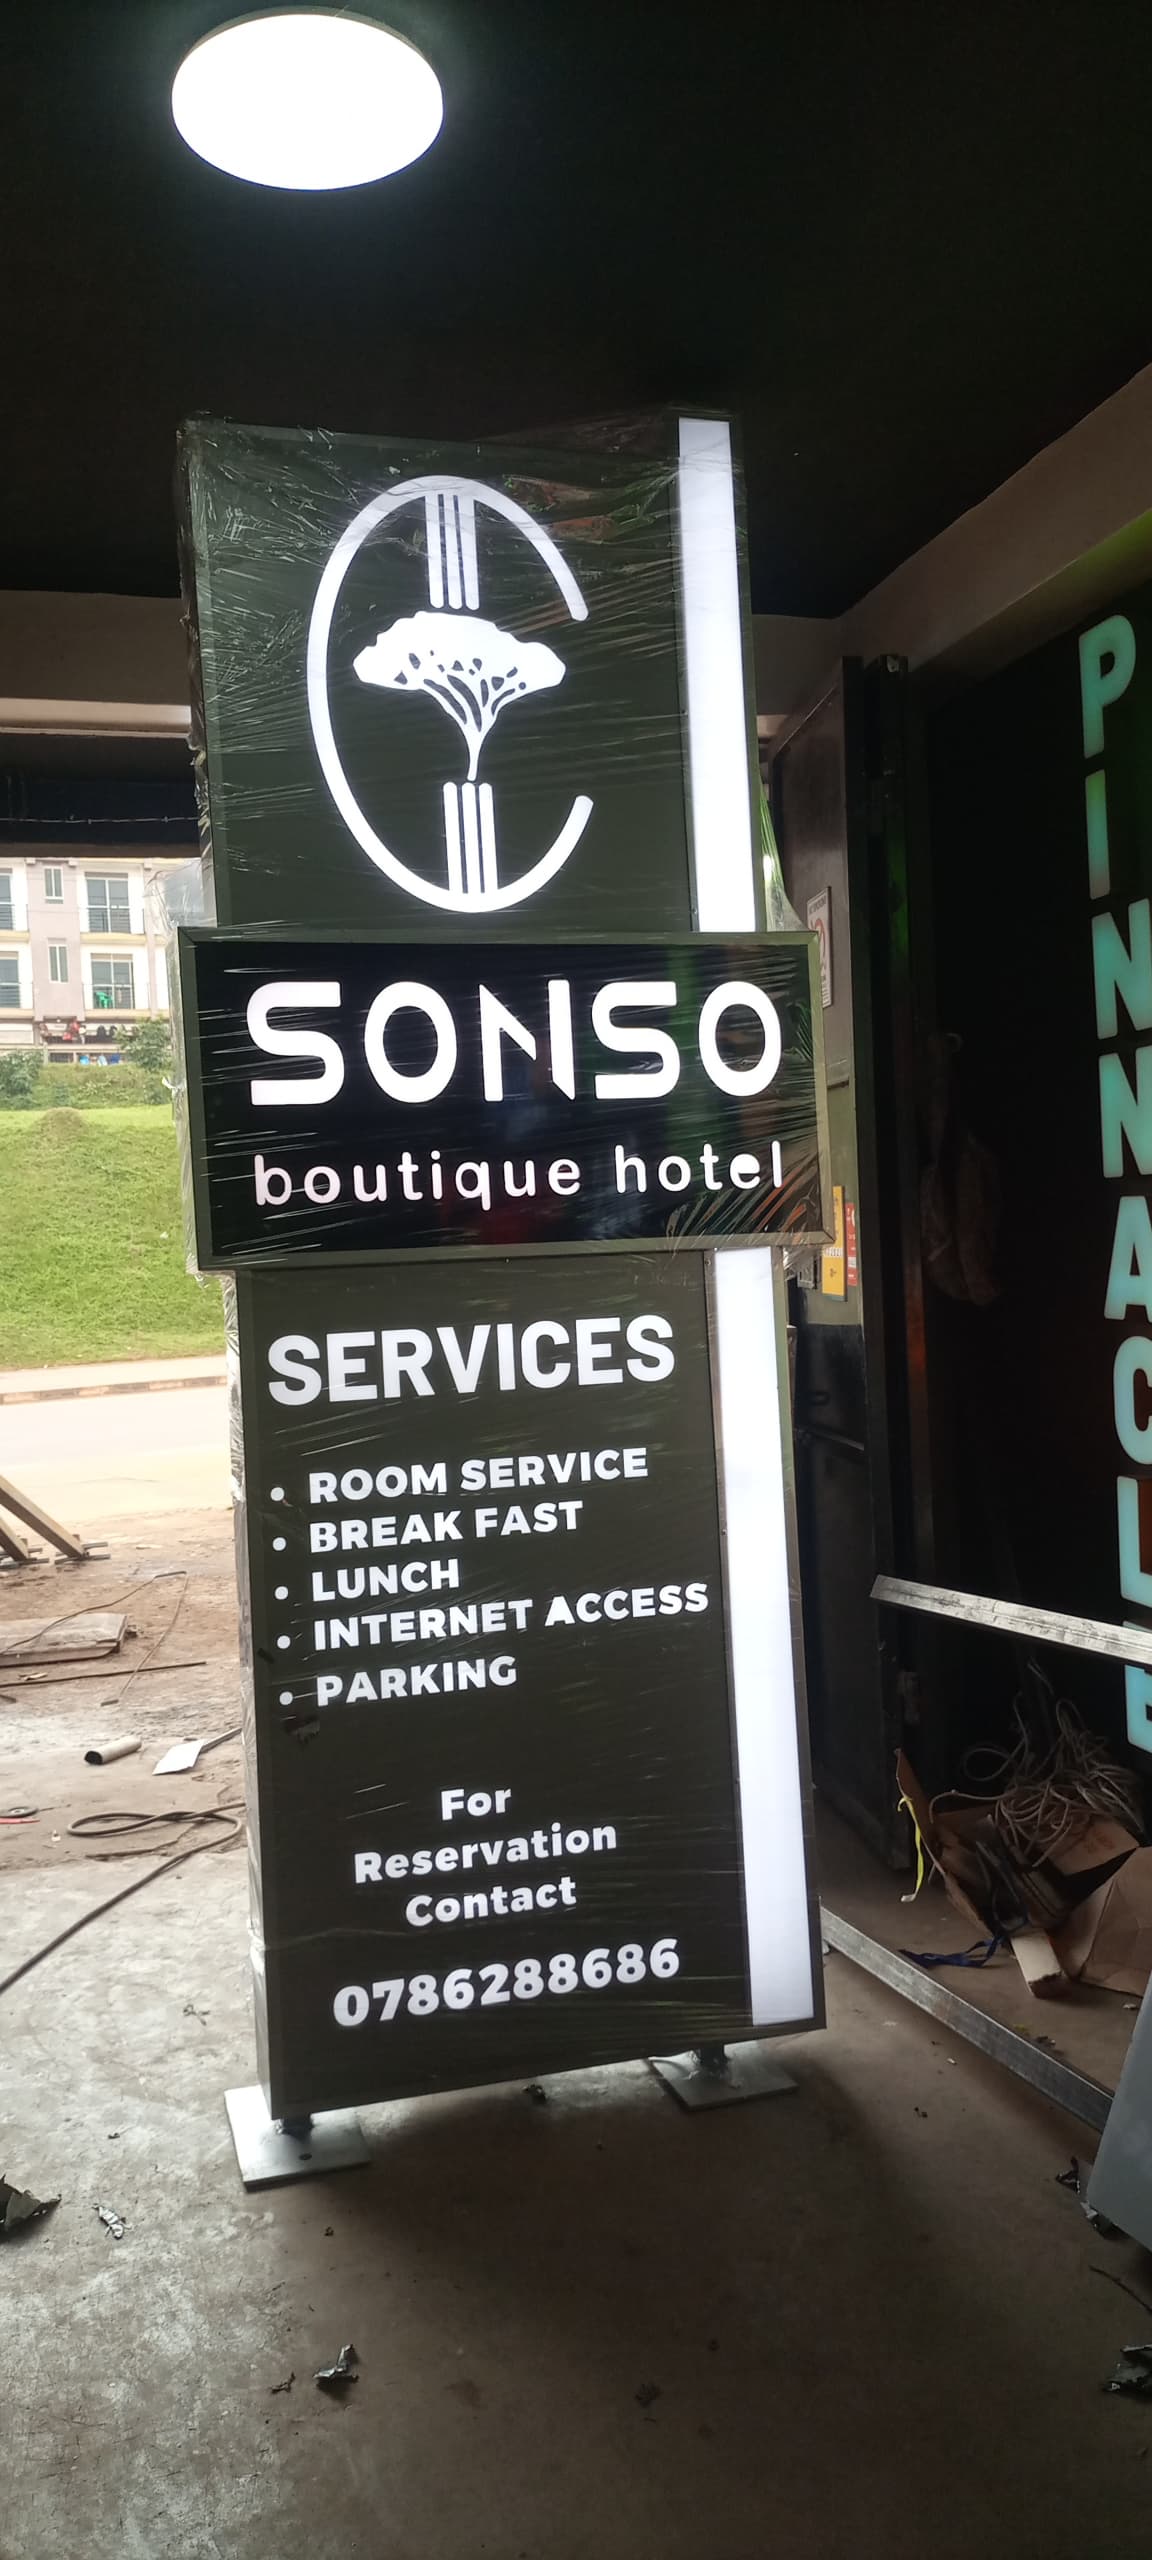 SONSO
boutique hotel
SERVICES
• ROOM SERVICE
• BREAK FAST
• LUNCH
• INTERNET ACCESS
• PARKING
For
Reservation
Contact
0786288686
PINNACLE